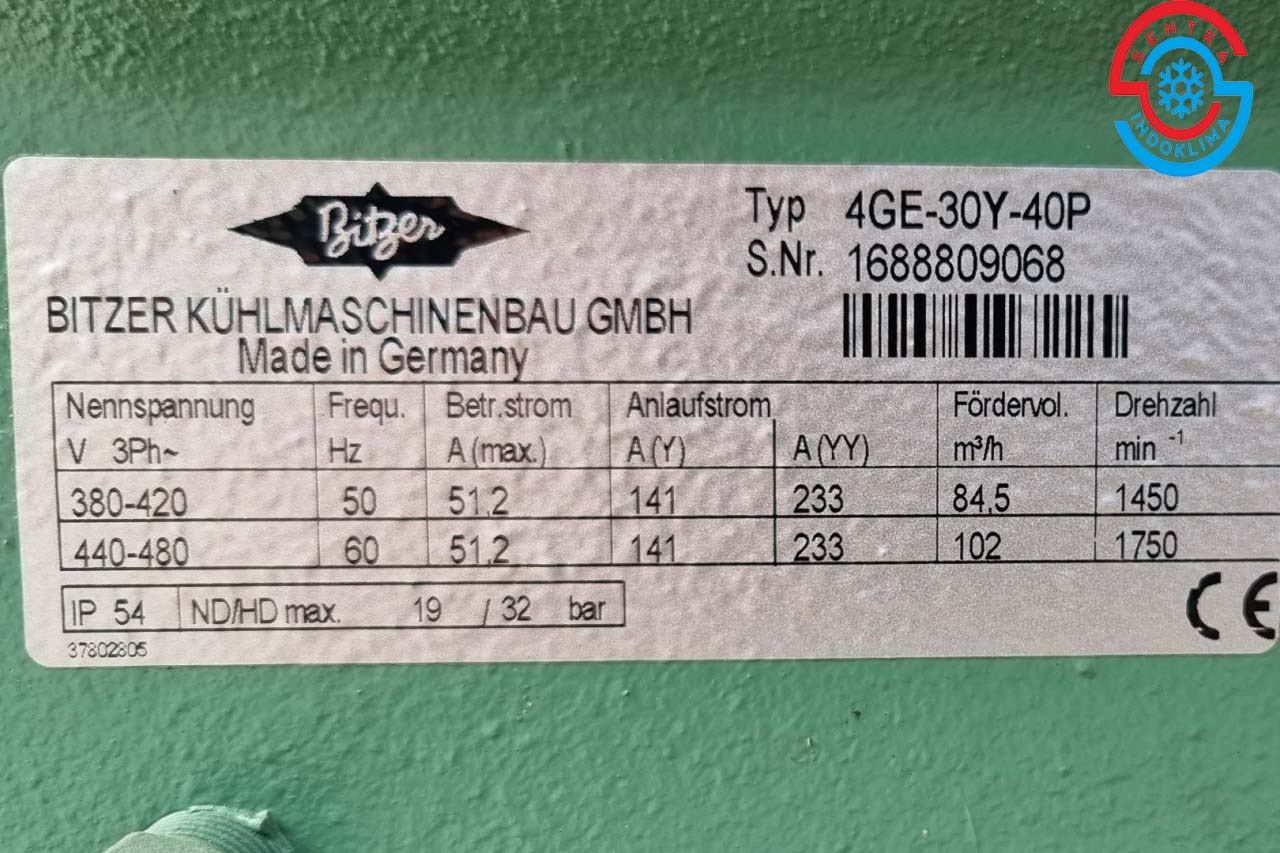 SENTRA
INDOKLIMA
Bitzer
BITZER KÜHLMASCHINENBAU GMBH
Made in Germany
Typ 4GE-30Y-40P
S.Nr. 1688809068
Nennspannung Frequ. Betr.strom Anlaufstrom Fördervol. Drehzahl
V 3Ph~ Hz A (max.) A (Y) A (YY) m³/h min -1
380-420 50 51,2 141 233 84,5 1450
440-480 60 51,2 141 233 102 1750
IP 54 ND/HD max. 19 / 32 bar
37802805
CE